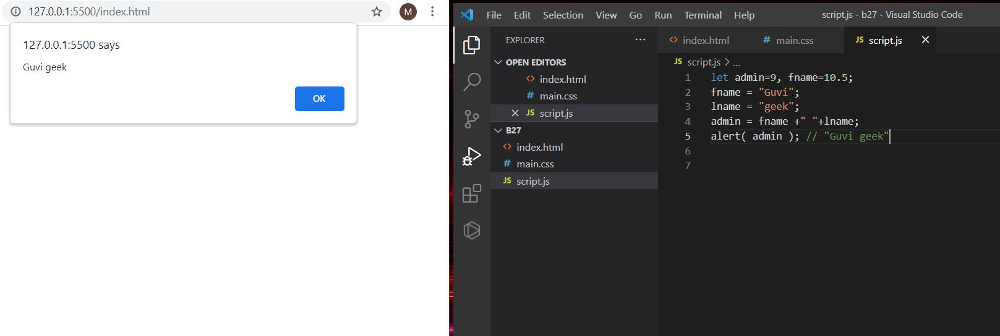 127.0.0.1:5500/index.html
M
127.0.0.1:5500 says
Guvi geek
OK
File Edit Selection View Go Run Terminal Help
script.js - b27 - Visual Studio Code
EXPLORER
OPEN EDITORS
<> index.html
# main.css
JS script.js
B27
<> index.html
# main.css
JS script.js
<> index.html # main.css JS script.js
JS script.js > ...
1 let admin=9, fname=10.5;
2 fname = "Guvi";
3 lname = "geek";
4 admin = fname +" "+lname;
5 alert( admin ); // "Guvi geek"
6
7